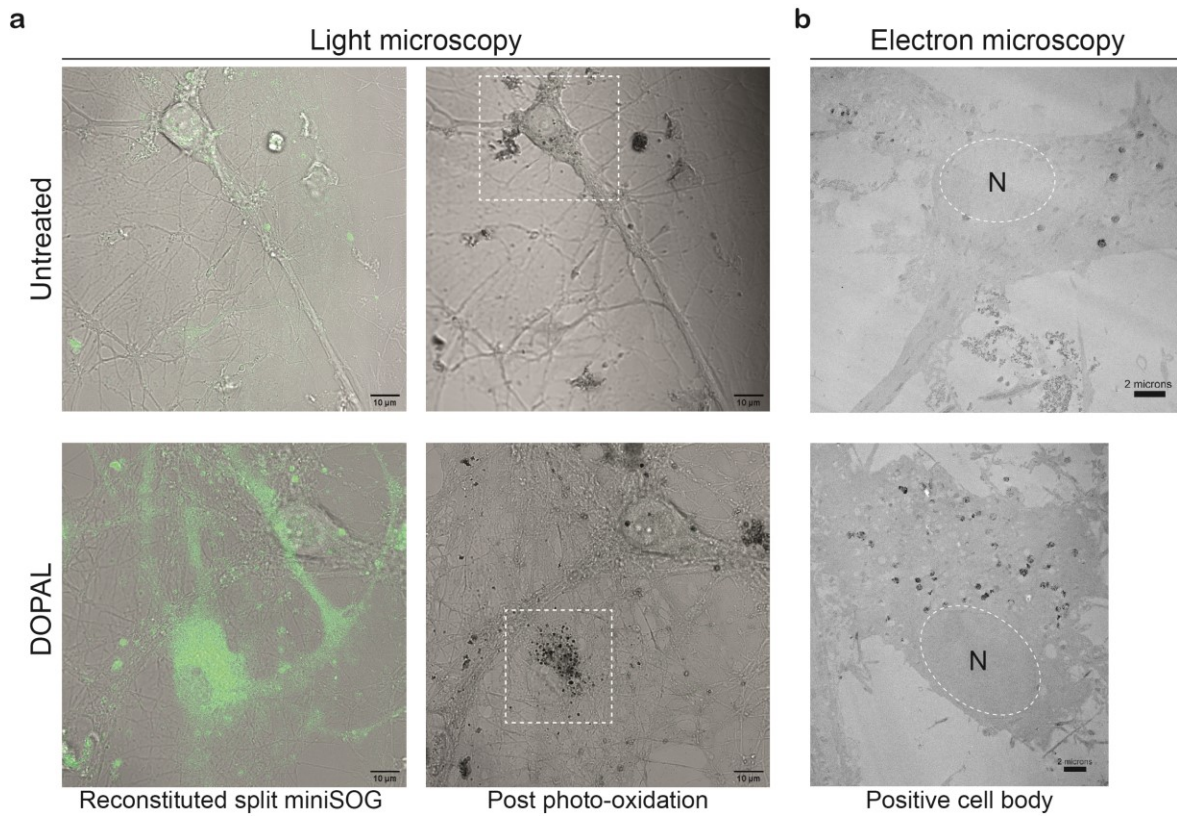 a
Light microscopy
b
Electron microscopy
Untreated
10 µm
10 µm
N
2 microns
DOPAL
10 µm
10 µm
N
2 microns
Reconstituted split miniSOG
Post photo-oxidation
Positive cell body